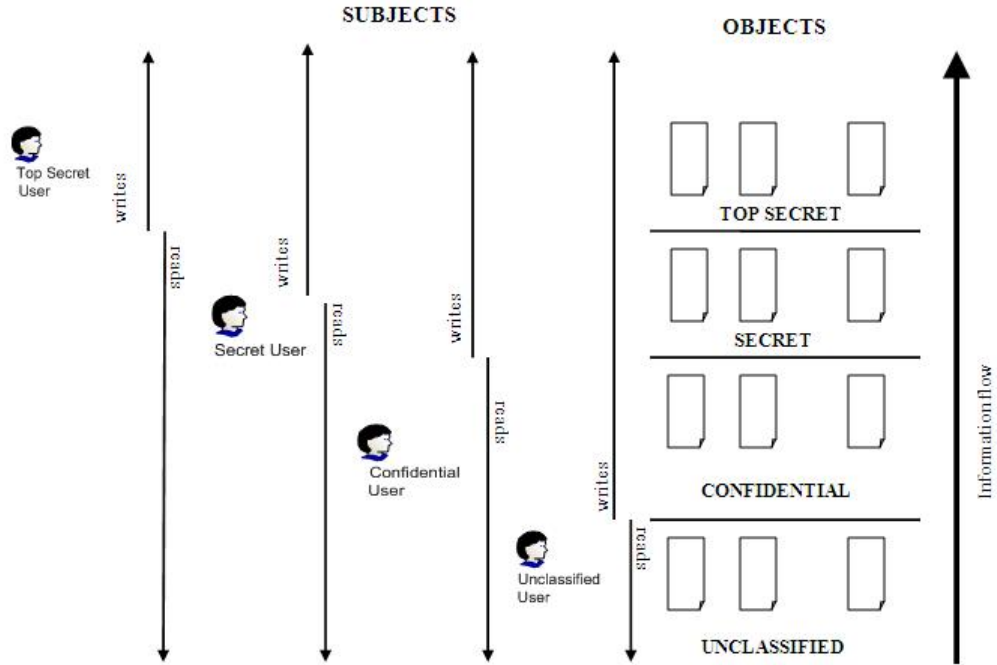 SUBJECTS
OBJECTS
Top Secret
User
writes
reads
Secret User
writes
reads
Confidential
User
writes
reads
Unclassified
User
writes
reads
TOP SECRET
SECRET
CONFIDENTIAL
UNCLASSIFIED
Information flow